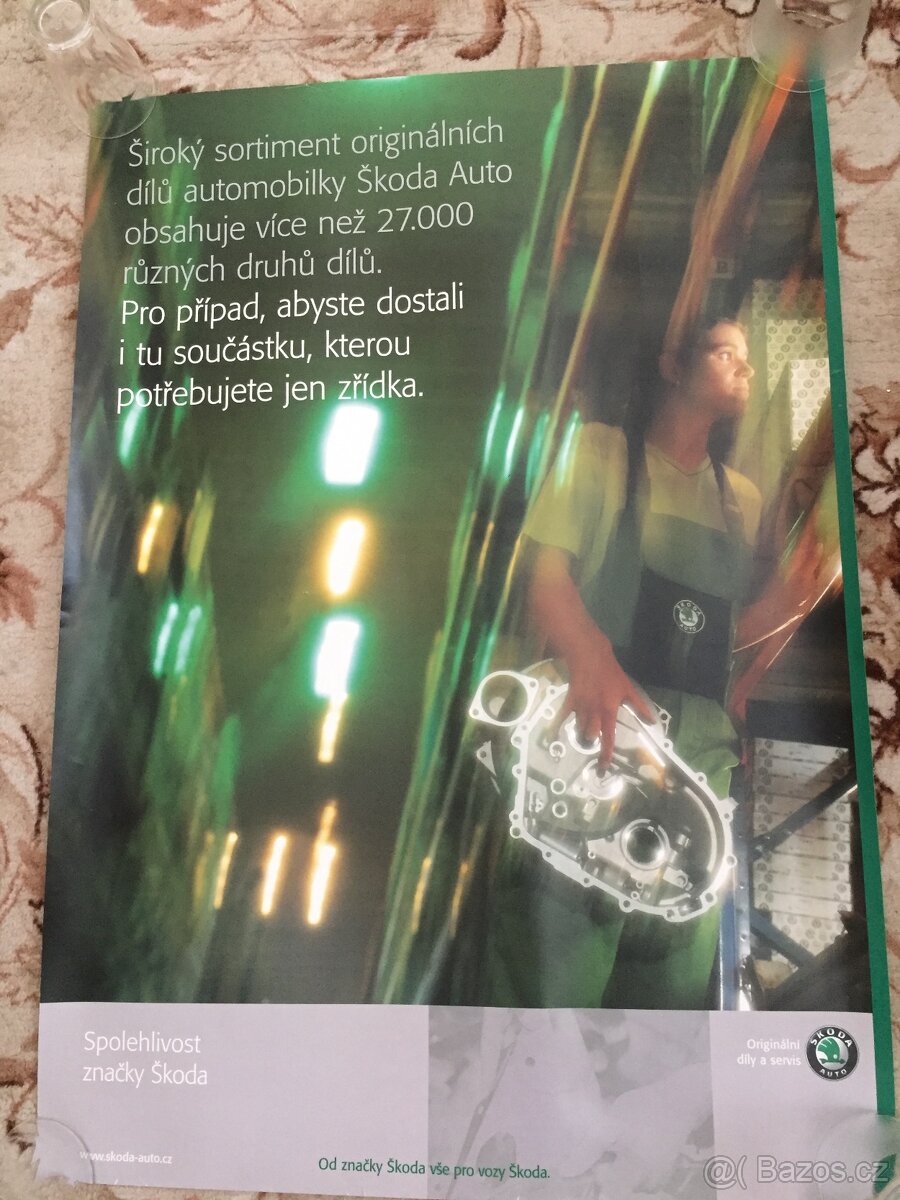 Široký sortiment originálních
dílů automobilky Škoda Auto
obsahuje více než 27.000
různých druhů dílů.
Pro případ, abyste dostali
i tu součástku, kterou
potřebujete jen zřídka.
ŠKODA
AUTO
Spolehlivost
značky Škoda
Originální
díly a servis
ŠKODA
AUTO
www.skoda-auto.cz
Od značky Škoda vše pro vozy Škoda.
@( Bazos.cz